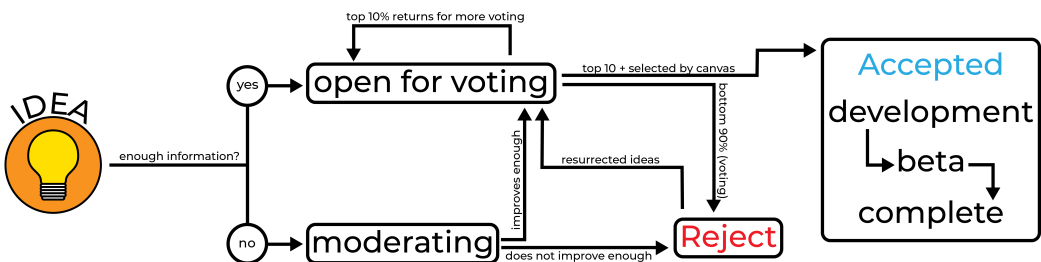 IDEA
enough information?
yes
no
top 10% returns for more voting
open for voting
moderating
improves enough
does not improve enough
resurrected ideas
top 10 + selected by canvas
bottom 90% (voting)
Reject
Accepted
development
beta
complete